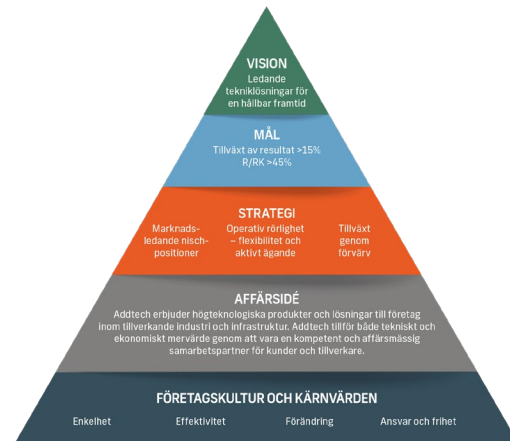 VISION
Ledande
tekniklösningar för
en hållbar framtid
MÅL
Tillväxt av resultat >15%
R/RK >45%
STRATEGI
Marknads-
ledande nisch-
positioner
Operativ rörlighet
– flexibilitet och
aktivt ägande
Tillväxt
genom
förvärv
AFFÄRSIDÉ
Addtech erbjuder högteknologiska produkter och lösningar till företag
inom tillverkande industri och infrastruktur. Addtech tillför både tekniskt och
ekonomiskt mervärde genom att vara en kompetent och affärsmässig
samarbetspartner för kunder och tillverkare.
FÖRETAGSKULTUR OCH KÄRNVÄRDEN
Enkelhet Effektivitet Förändring Ansvar och frihet